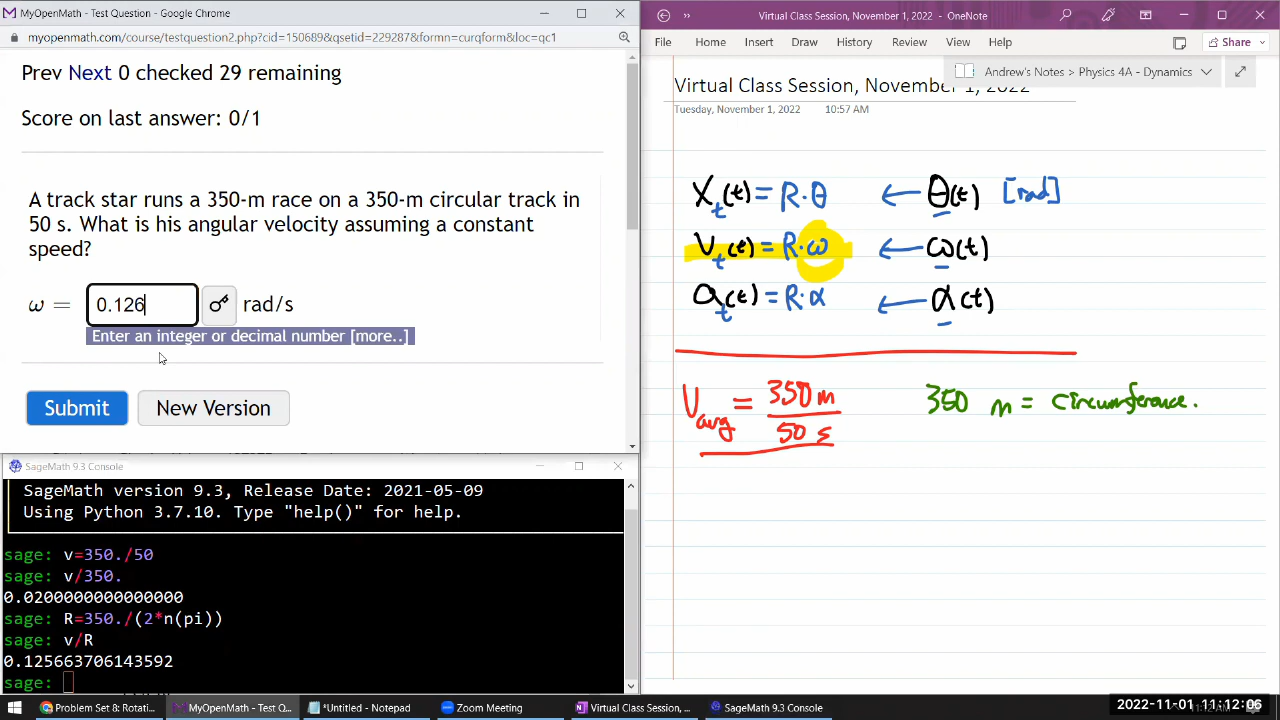 MyOpenMath - Test Question - Google Chrome
myopenmath.com/course/testquestion2.php?cid=150689&qsetid=229287&formn=curqform&loc=qc1
Prev Next 0 checked 29 remaining
Score on last answer: 0/1
A track star runs a 350-m race on a 350-m circular track in
50 s. What is his angular velocity assuming a constant
speed?
ω = 0.126 rad/s
Enter an integer or decimal number [more..]
Submit New Version
SageMath 9.3 Console
SageMath version 9.3, Release Date: 2021-05-09
Using Python 3.7.10. Type "help()" for help.
sage: v=350./50
sage: v/350.
0.0200000000000000
sage: R=350./(2*n(pi))
sage: v/R
0.125663706143592
sage:
Virtual Class Session, November 1, 2022 - OneNote
File Home Insert Draw History Review View Help Share
Andrew's Notes > Physics 4A - Dynamics
Virtual Class Session, November 1, 2022
Tuesday, November 1, 2022 10:57 AM
Xt(t) = R·θ ← θ(t) [rad]
Vt(t) = R·ω ← ω(t)
at(t) = R·α ← α(t)
Vavg = 350 m / 50 s
350 m = circumference.
Problem Set 8: Rotati... MyOpenMath - Test Q... *Untitled - Notepad Zoom Meeting Virtual Class Session,... SageMath 9.3 Console
2022-11-01 11:12:06